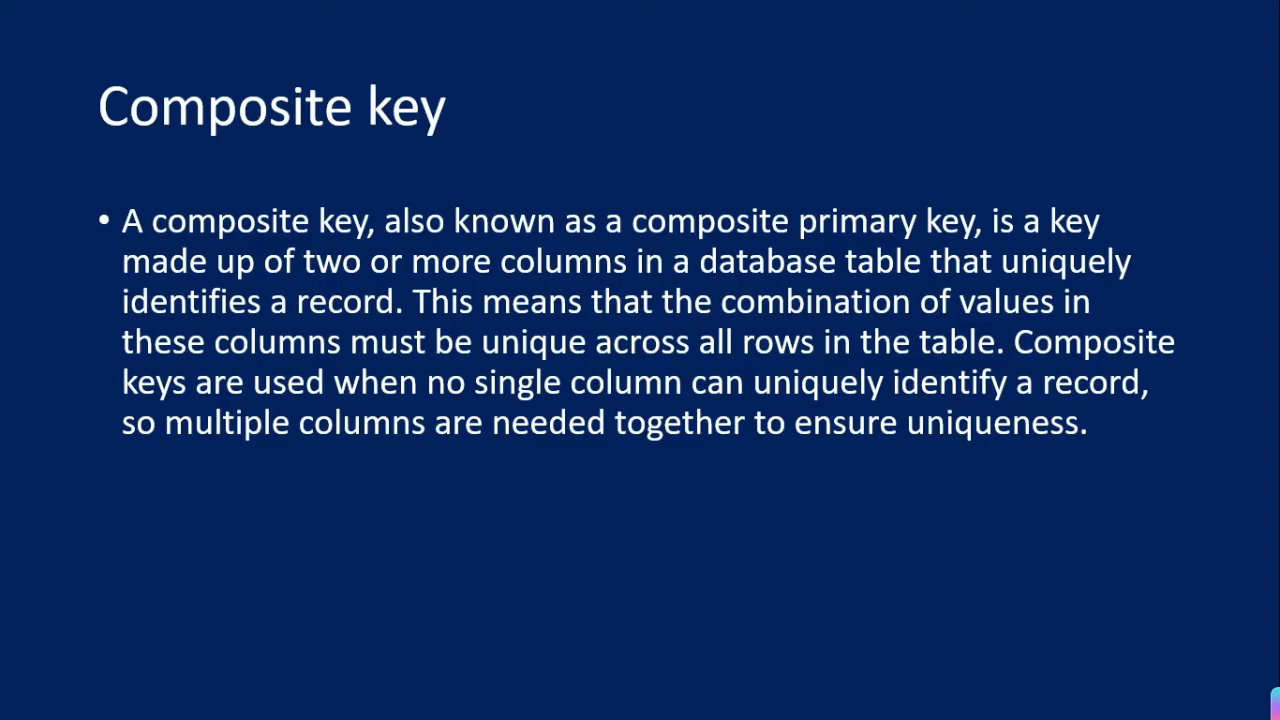 Composite key
• A composite key, also known as a composite primary key, is a key
made up of two or more columns in a database table that uniquely
identifies a record. This means that the combination of values in
these columns must be unique across all rows in the table. Composite
keys are used when no single column can uniquely identify a record,
so multiple columns are needed together to ensure uniqueness.